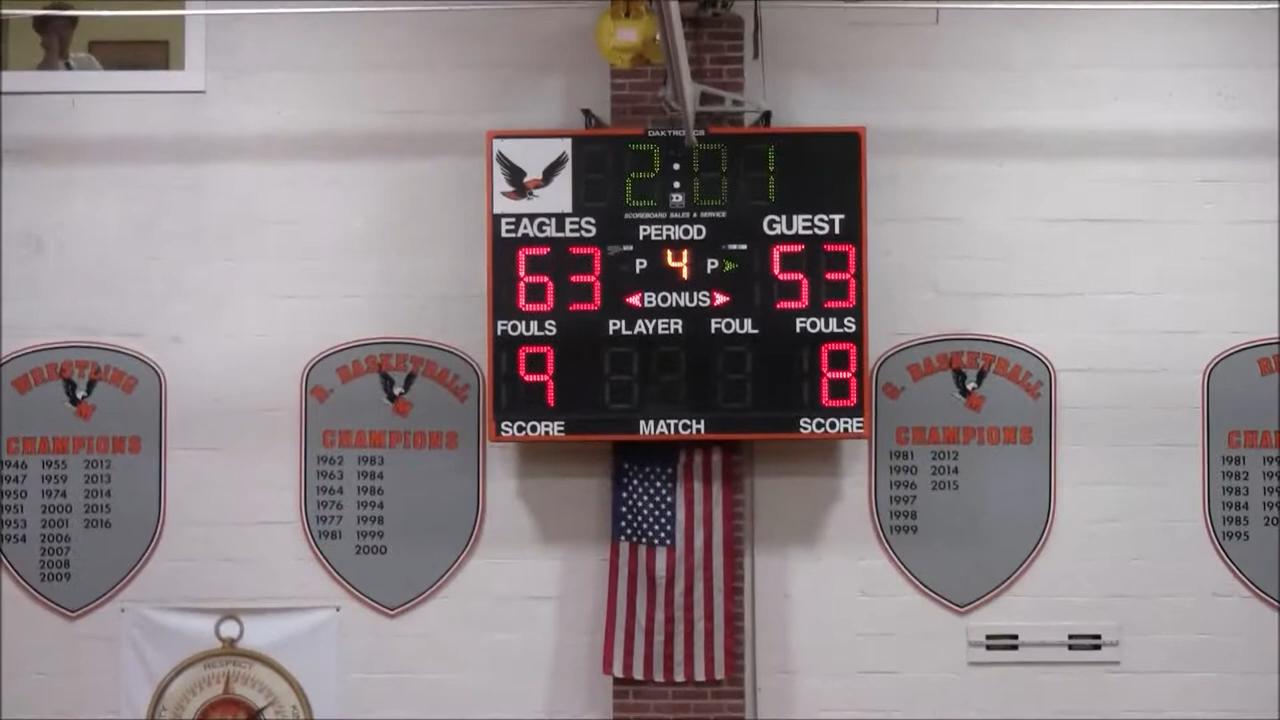 DAKTRONICS
2:01
SCOREBOARD SALES & SERVICE
EAGLES PERIOD GUEST
63 P 4 P 53
BONUS
FOULS PLAYER FOUL FOULS
9 8
SCORE MATCH SCORE
WRESTLING
M
CHAMPIONS
1946 1955 2012
1947 1959 2013
1950 1974 2014
1951 2000 2015
1953 2001 2016
1954 2006
2007
2008
2009
B. BASKETBALL
M
CHAMPIONS
1962 1983
1963 1984
1964 1986
1976 1994
1977 1998
1981 1999
2000
G. BASKETBALL
M
CHAMPIONS
1981 2012
1990 2014
1996 2015
1997
1998
1999
1981
1982
1983
1984
1985
1995
RESPECT